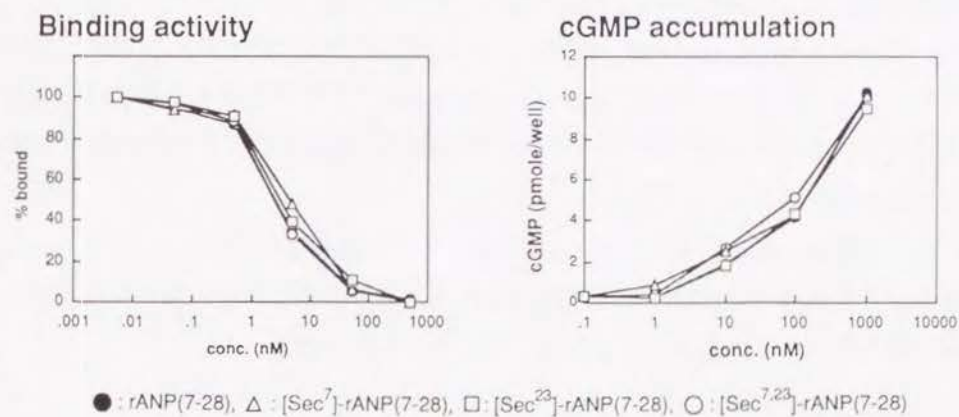 Binding activity
cGMP accumulation
% bound
100
80
60
40
20
0
.001 .01 .1 1 10 100 1000
conc. (nM)
cGMP (pmole/well)
12
10
8
6
4
2
0
.1 1 10 100 1000 10000
conc. (nM)
● : rANP(7-28), △ : [Sec⁷]-rANP(7-28), □ : [Sec²³]-rANP(7-28), ○ : [Sec⁷,²³]-rANP(7-28)